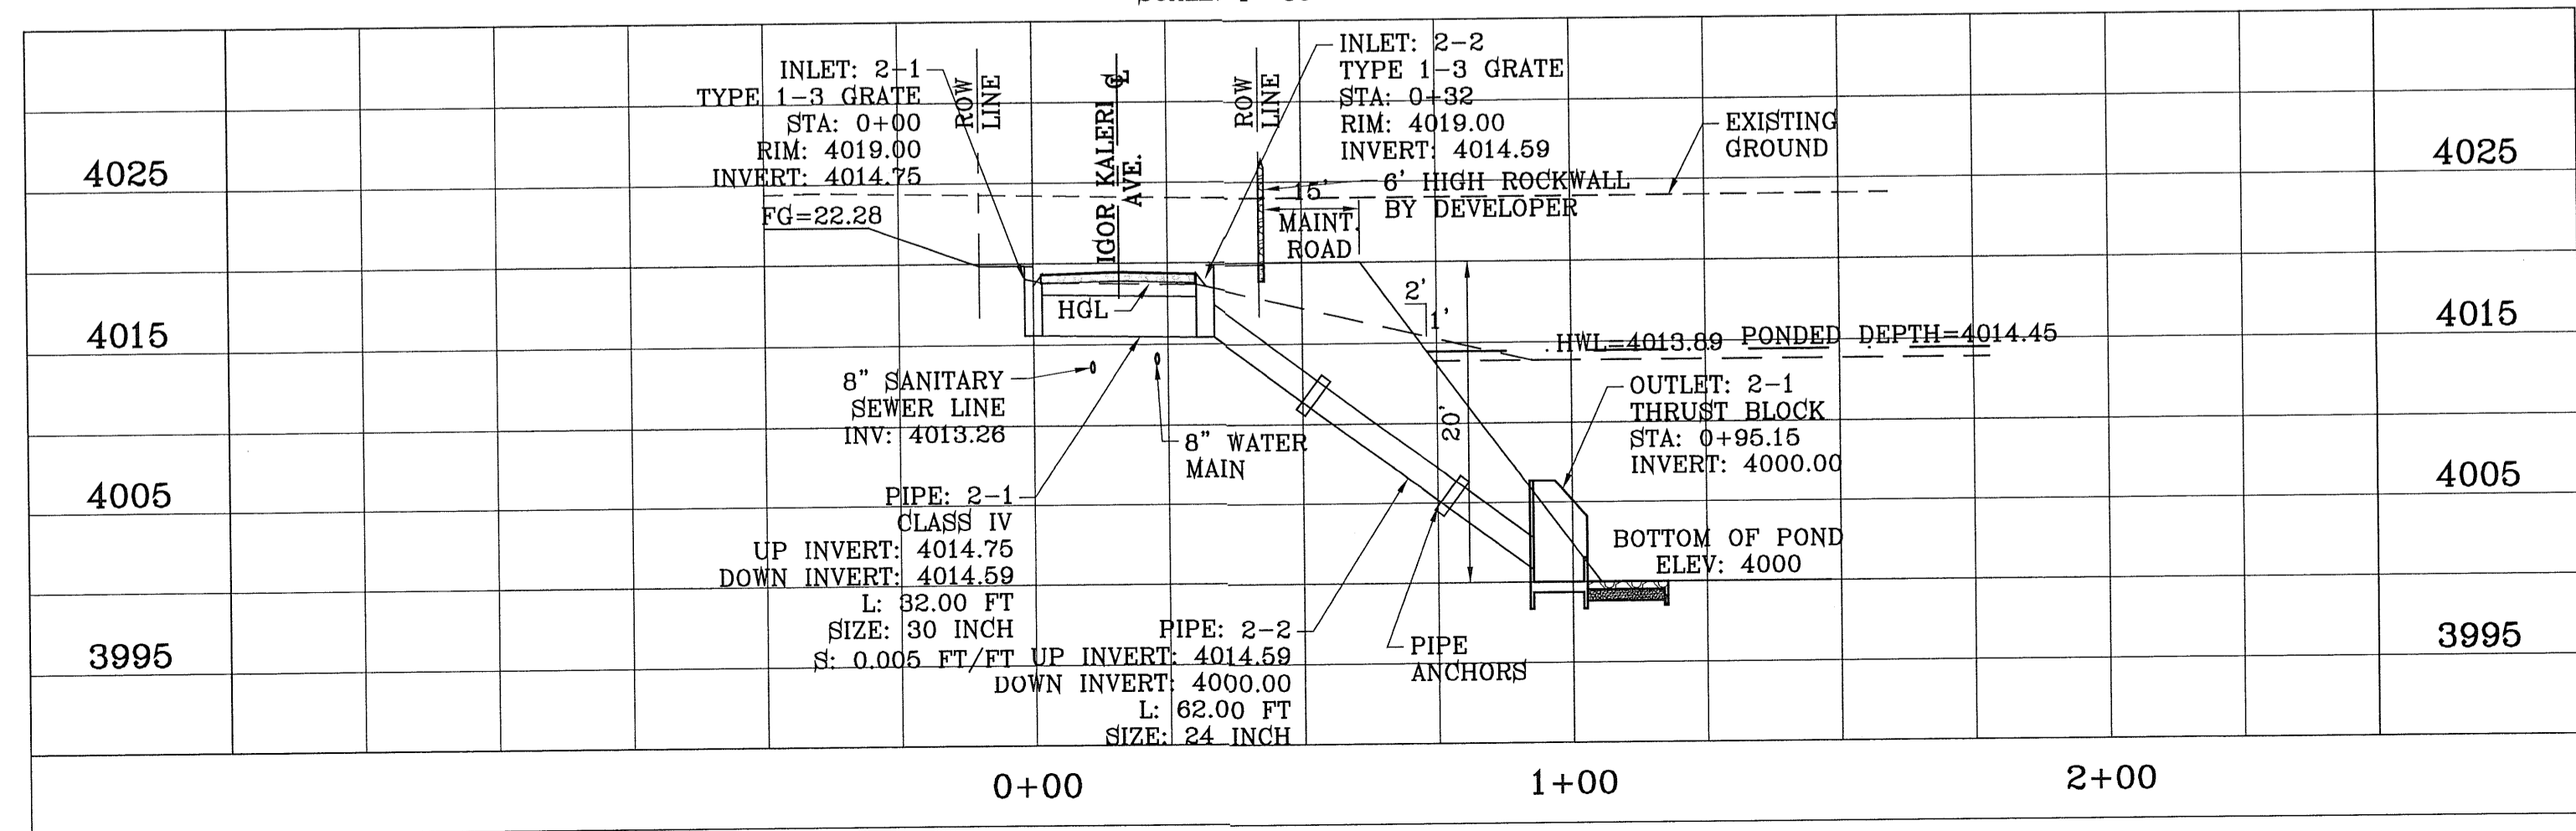 INLET: 2-1
TYPE 1-3 GRATE
STA: 0+00
RIM: 4019.00
INVERT: 4014.75
ROW
LINE
IGOR KALERI ℄
AVE.
ROW
LINE
INLET: 2-2
TYPE 1-3 GRATE
STA: 0+32
RIM: 4019.00
INVERT: 4014.59
EXISTING
GROUND
4025
4025
FG=22.28
15'
MAINT.
ROAD
6' HIGH ROCKWALL
BY DEVELOPER
HGL
2'
1'
4015
4015
HWL=4013.89 PONDED DEPTH=4014.45
8" SANITARY
SEWER LINE
INV: 4013.26
8" WATER
MAIN
20'
OUTLET: 2-1
THRUST BLOCK
STA: 0+95.15
INVERT: 4000.00
4005
4005
PIPE: 2-1
CLASS IV
UP INVERT: 4014.75
DOWN INVERT: 4014.59
L: 32.00 FT
SIZE: 30 INCH
S: 0.005 FT/FT
BOTTOM OF POND
ELEV: 4000
PIPE: 2-2
UP INVERT: 4014.59
DOWN INVERT: 4000.00
L: 62.00 FT
SIZE: 24 INCH
PIPE
ANCHORS
3995
3995
0+00
1+00
2+00